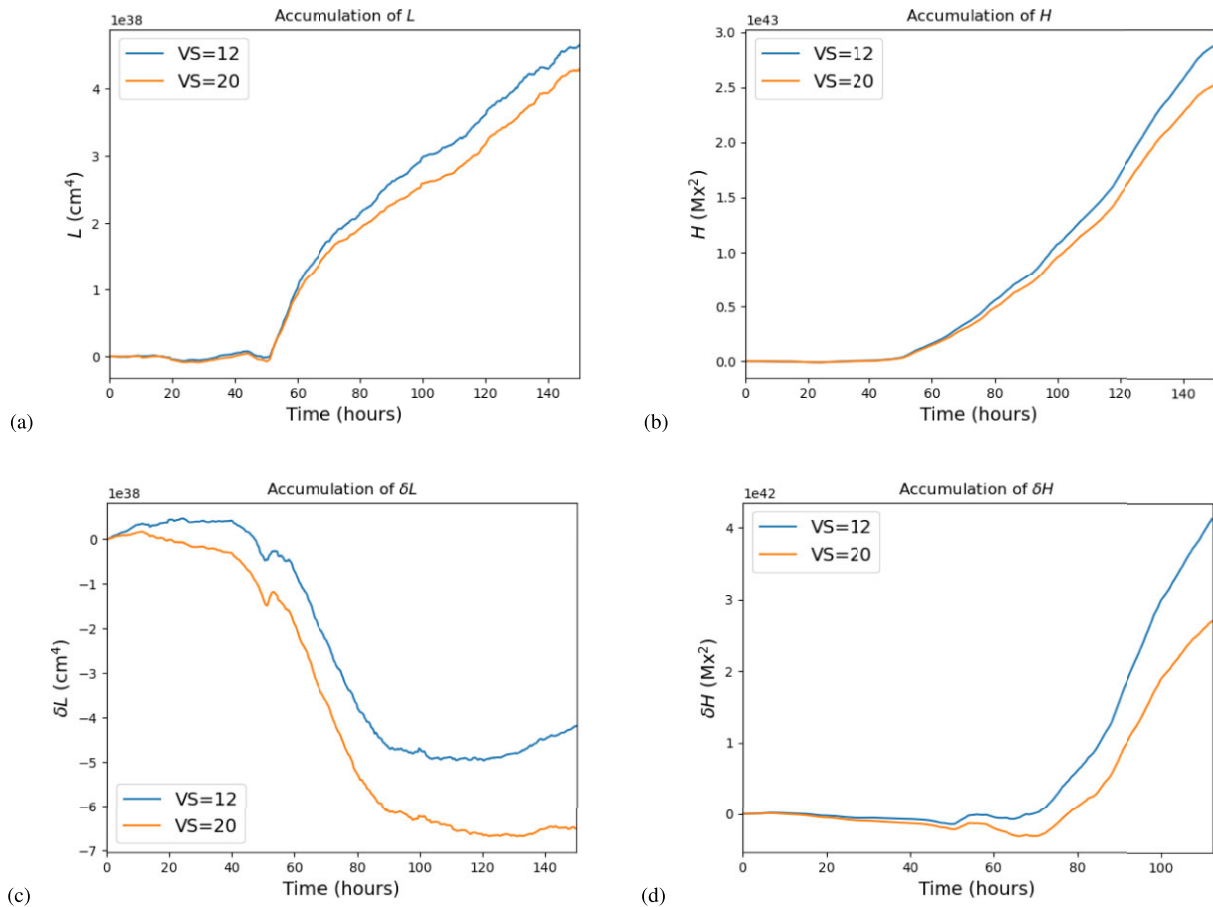 Accumulation of L
1e38
VS=12
VS=20
L (cm⁴)
4
3
2
1
0
0 20 40 60 80 100 120 140
Time (hours)
(a)
Accumulation of H
1e43
VS=12
VS=20
H (Mx²)
3.0
2.5
2.0
1.5
1.0
0.5
0.0
0 20 40 60 80 100 120 140
Time (hours)
(b)
Accumulation of δL
1e38
δL (cm⁴)
0
−1
−2
−3
−4
−5
−6
−7
VS=12
VS=20
0 20 40 60 80 100 120 140
Time (hours)
(c)
Accumulation of δH
1e42
VS=12
VS=20
δH (Mx²)
4
3
2
1
0
0 20 40 60 80 100
Time (hours)
(d)